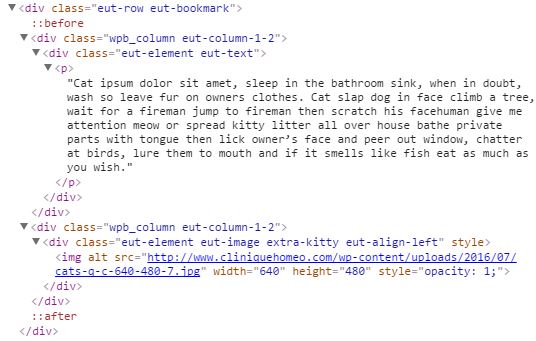 ▼<div class="eut-row eut-bookmark">
::before
▼<div class="wpb_column eut-column-1-2">
▼<div class="eut-element eut-text">
▼<p>
"Cat ipsum dolor sit amet, sleep in the bathroom sink, when in doubt,
wash so leave fur on owners clothes. Cat slap dog in face climb a tree,
wait for a fireman jump to fireman then scratch his facehuman give me
attention meow or spread kitty litter all over house bathe private
parts with tongue then lick owner’s face and peer out window, chatter
at birds, lure them to mouth and if it smells like fish eat as much as
you wish."
</p>
</div>
</div>
▼<div class="wpb_column eut-column-1-2">
▼<div class="eut-element eut-image extra-kitty eut-align-left" style>
<img alt src="http://www.cliniquehomeo.com/wp-content/uploads/2016/07/
cats-q-c-640-480-7.jpg" width="640" height="480" style="opacity: 1;">
</div>
</div>
::after
</div>